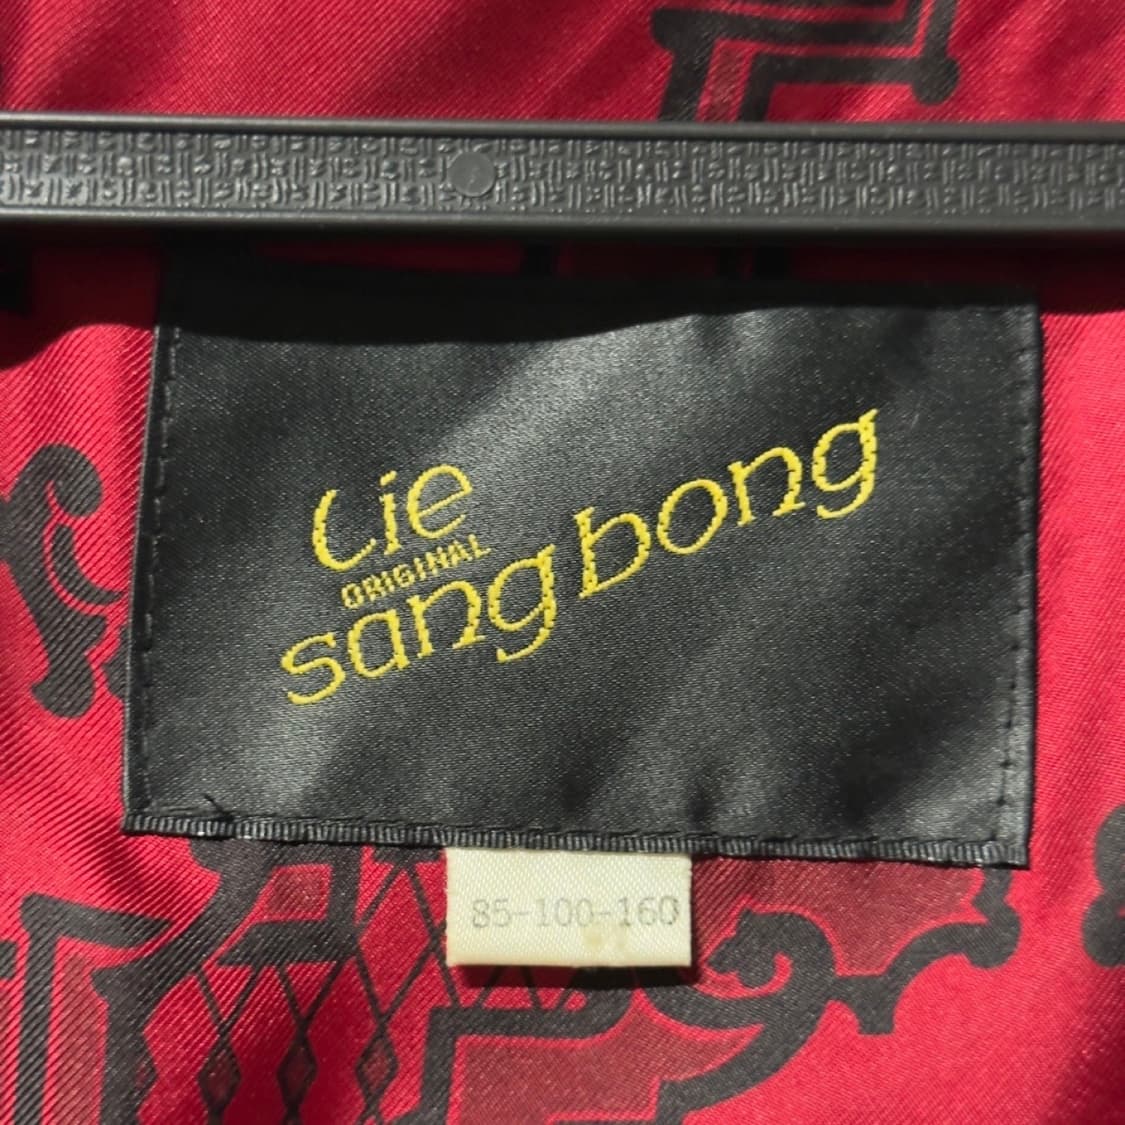 Lie
ORIGINAL
sang bong
85-100-160